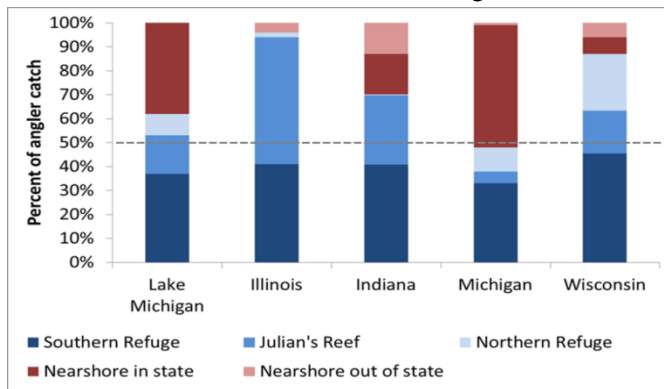 100%
90%
80%
70%
60%
50%
40%
30%
20%
10%
0%
Percent of angler catch
Lake Michigan
Illinois
Indiana
Michigan
Wisconsin
Southern Refuge
Julian's Reef
Northern Refuge
Nearshore in state
Nearshore out of state